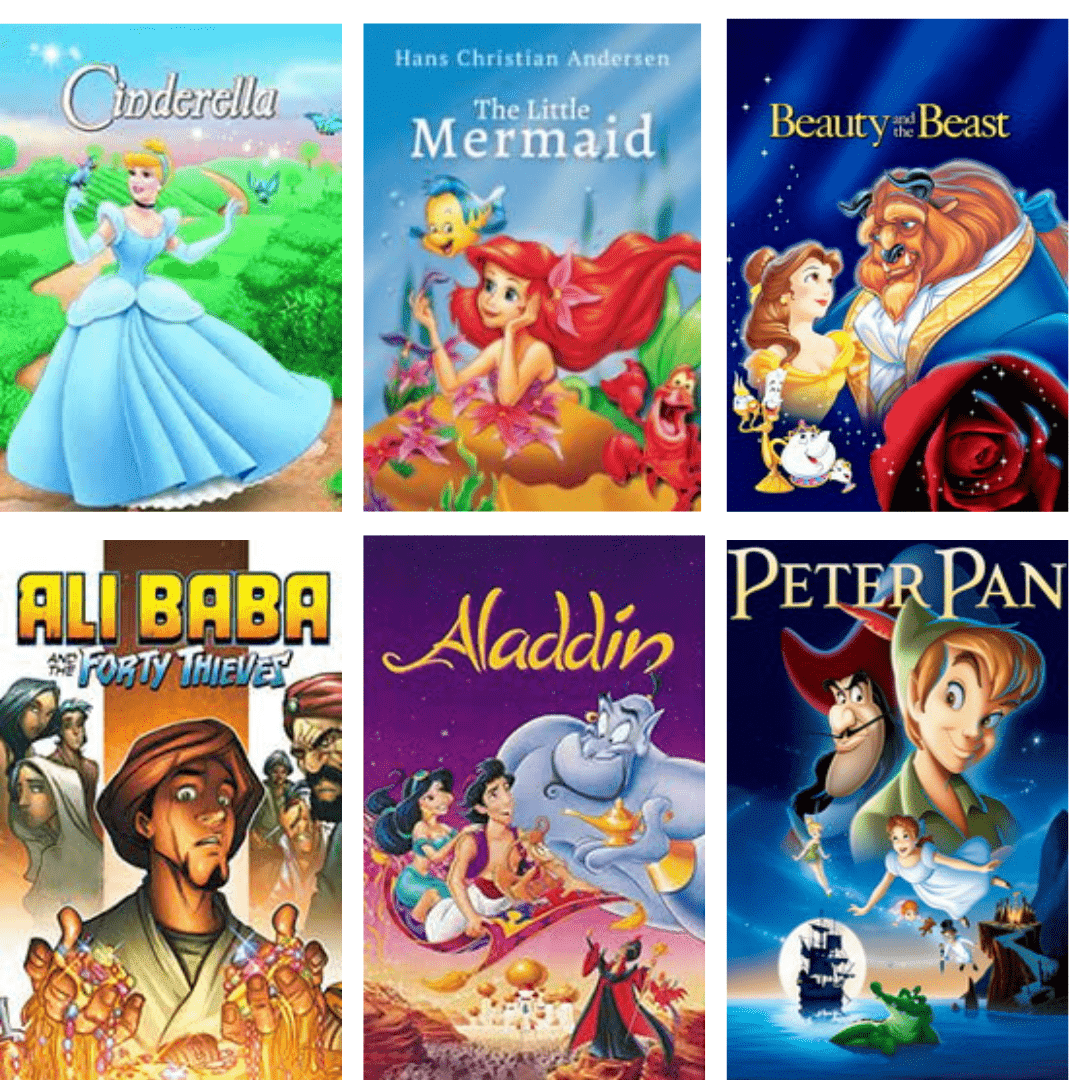 Cinderella
Hans Christian Andersen
The Little
Mermaid
Beauty and the Beast
ALI BABA
AND THE FORTY THIEVES
Aladdin
PETER PAN